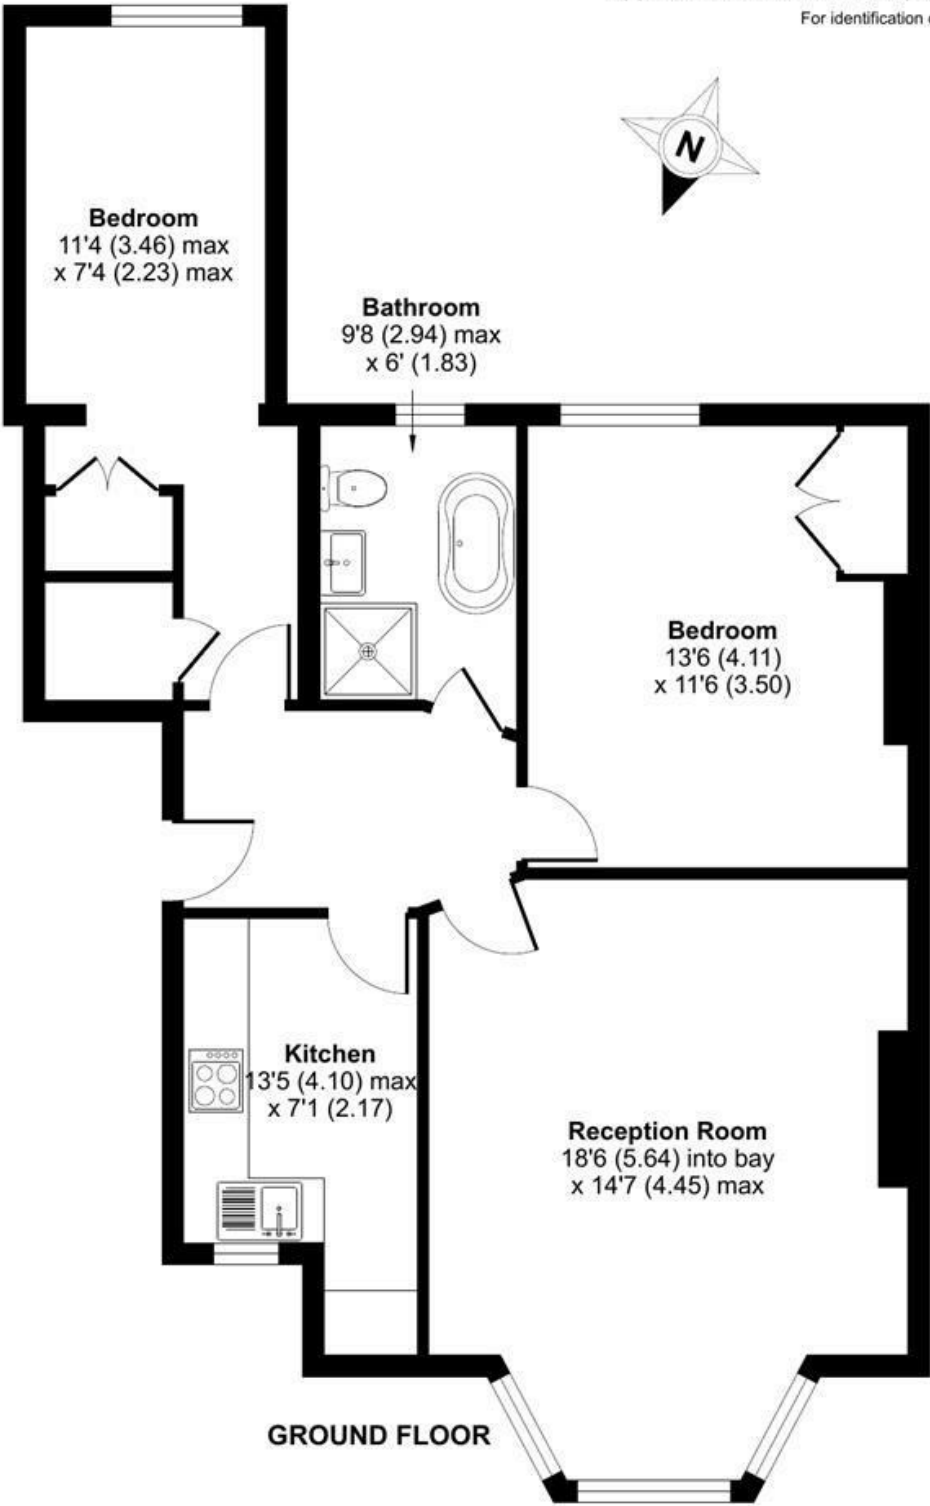 For identification
N
Bedroom
11'4 (3.46) max
x 7'4 (2.23) max
Bathroom
9'8 (2.94) max
x 6' (1.83)
Bedroom
13'6 (4.11)
x 11'6 (3.50)
Kitchen
13'5 (4.10) max
x 7'1 (2.17)
Reception Room
18'6 (5.64) into bay
x 14'7 (4.45) max
GROUND FLOOR